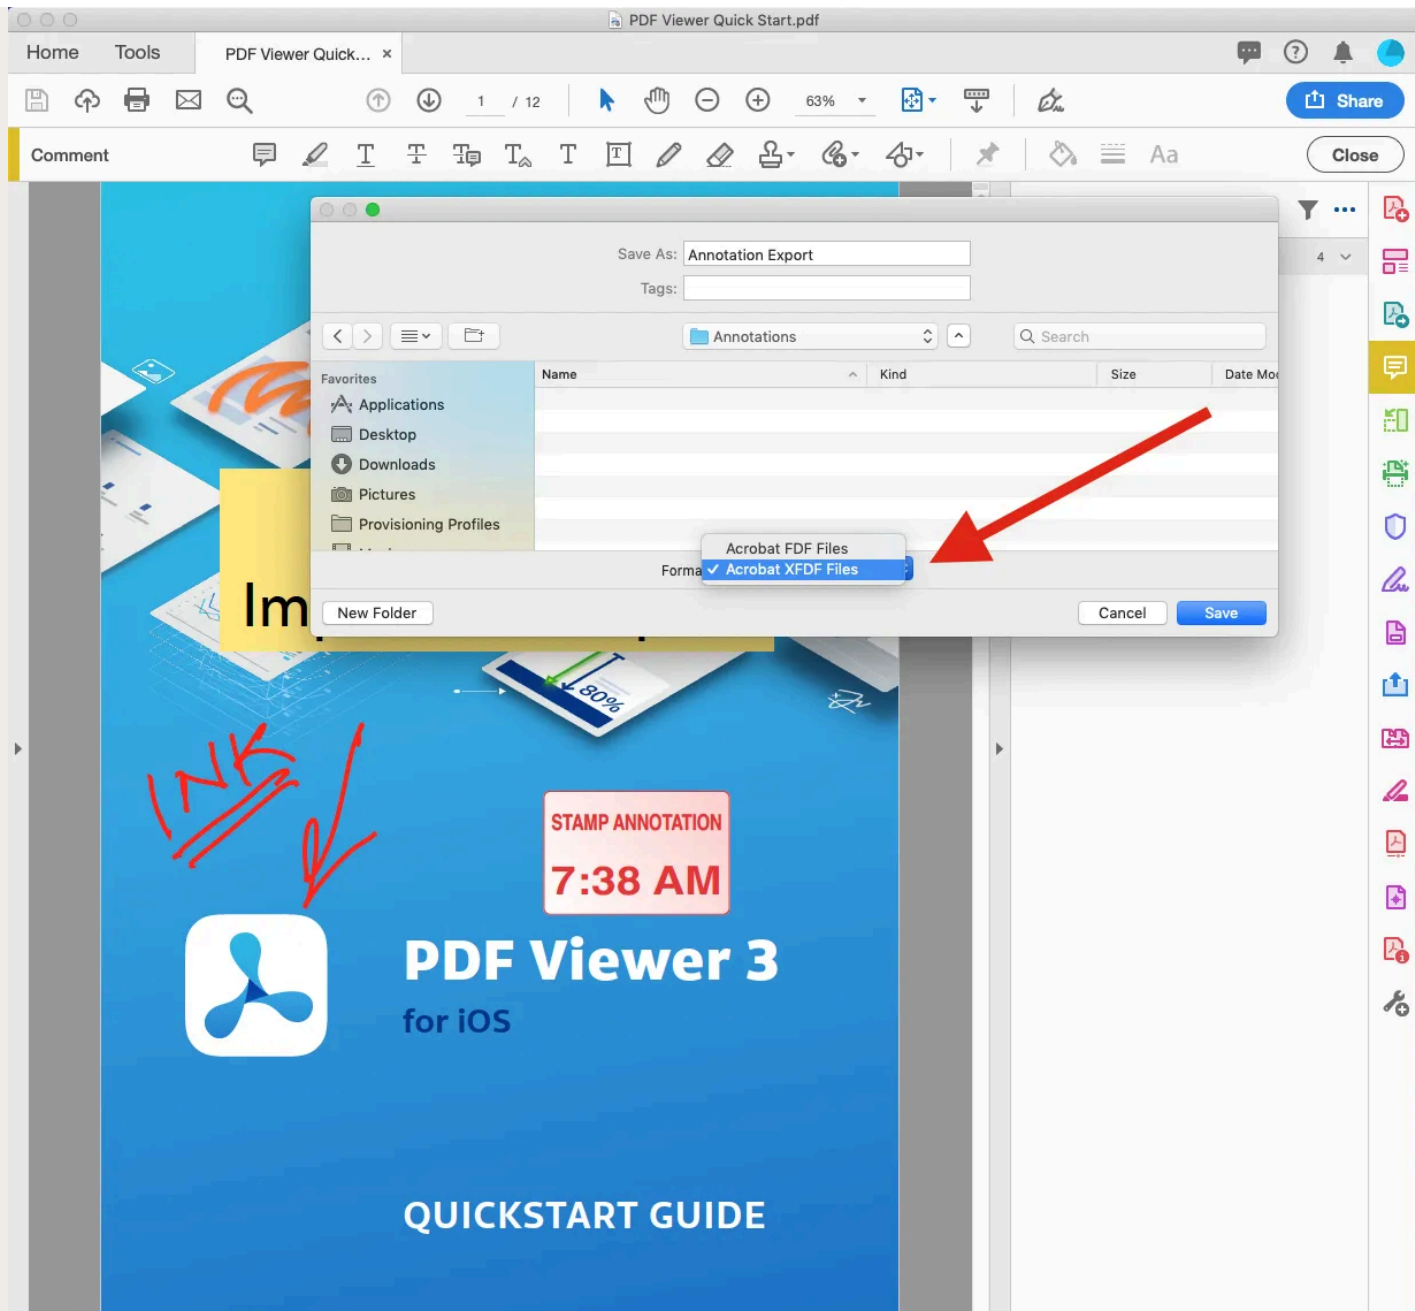 PDF Viewer Quick Start.pdf
Home Tools PDF Viewer Quick... ×
1 / 12 63% Share
Comment Aa Close
Save As: Annotation Export
Tags:
Annotations Search
4
Favorites
Name Kind Size Date Mo
Applications
Desktop
Downloads
Pictures
Provisioning Profiles
Acrobat FDF Files
Forma ✓ Acrobat XFDF Files
New Folder Cancel Save
Im
80%
INK
STAMP ANNOTATION
7:38 AM
PDF Viewer 3
for iOS
QUICKSTART GUIDE